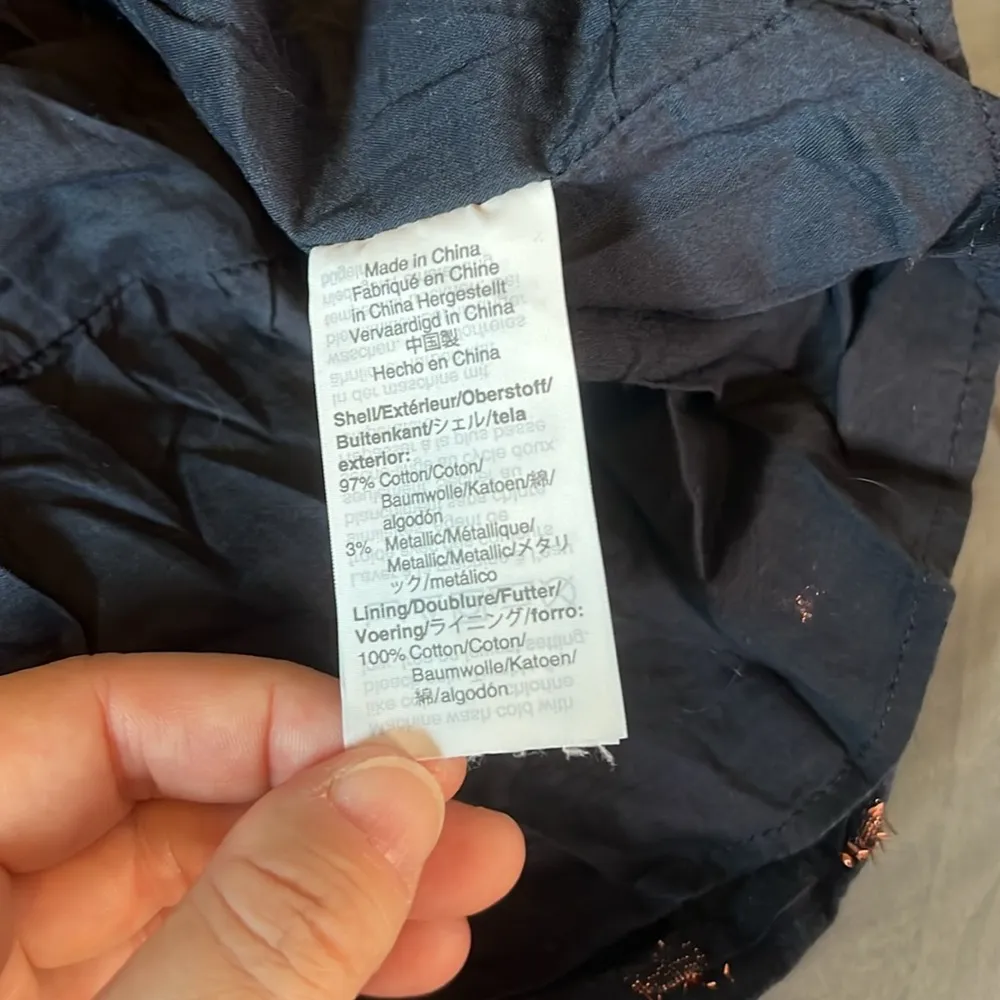 Made in China
Fabriqué en Chine
in China Hergestellt
Vervaardigd in China
中国製
Hecho en China
Shell/Extérieur/Oberstoff/
Buitenkant/シェル/tela
exterior:
97% Cotton/Coton/
Baumwolle/Katoen/綿/
algodón
3% Metallic/Métallique/
Metallic/Metallic/メタリ
ック/metálico
Lining/Doublure/Futter/
Voering/ライニング/forro:
100% Cotton/Coton/
Baumwolle/Katoen/
綿/algodón